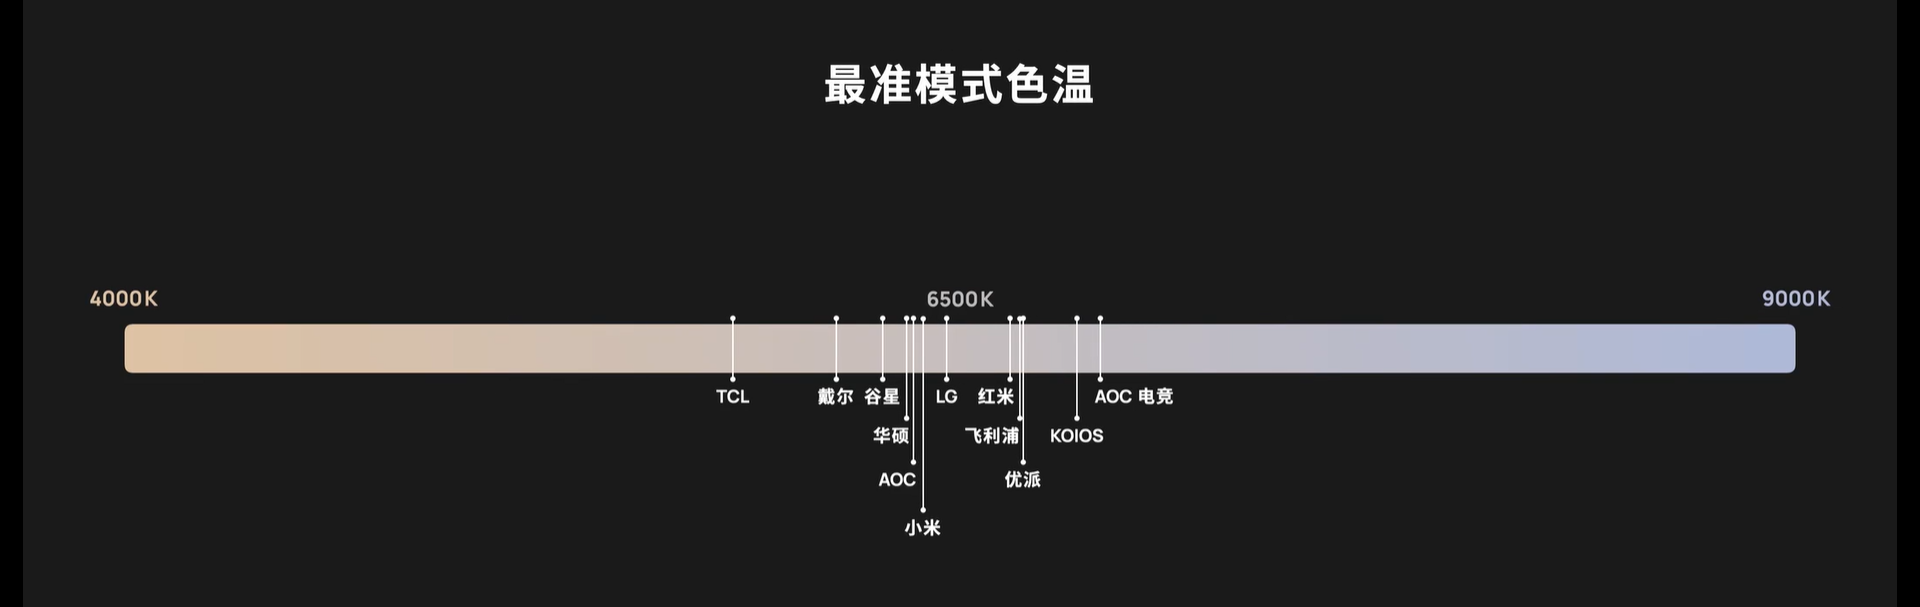 最准模式色温
4000K 6500K 9000K
TCL 戴尔 谷星 LG 红米 AOC 电竞
华硕 飞利浦 KOIOS
AOC 优派
小米